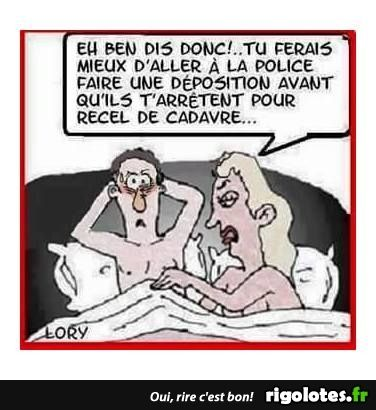 EH BEN DIS DONC!..TU FERAIS
MIEUX D'ALLER À LA POLICE
FAIRE UNE DÉPOSITION AVANT
QU'ILS T'ARRÊTENT POUR
RECEL DE CADAVRE...
LORY
Oui, rire c'est bon! rigolotes.fr